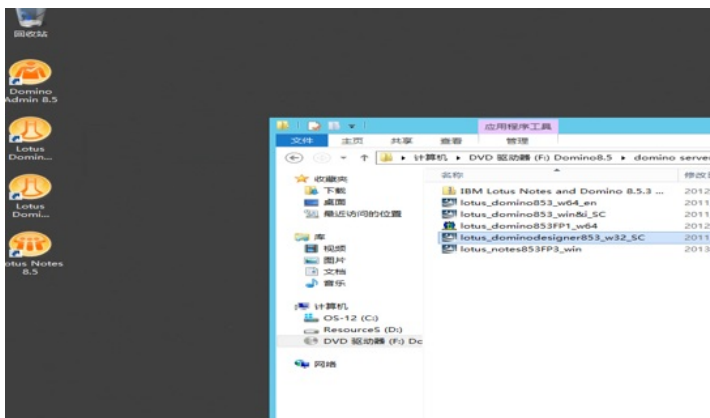 回收站
Domino
Admin 8.5
Lotus
Domin...
Lotus
Domi...
otus Notes
8.5
应用程序工具
文件 主页 共享 查看 管理
计算机 DVD 驱动器 (F:) Domino8.5 domino server
名称 修改日
收藏夹
下载
桌面
最近访问的位置
库
视频
图片
文档
音乐
计算机
OS-12 (C:)
ResourceS (D:)
DVD 驱动器 (F:) Dc
网络
IBM Lotus Notes and Domino 8.5.3 ... 2012
lotus_domino853_w64_en 2011
lotus_domino853_win&i_SC 2011
lotus_domino853FP1_w64 2012
lotus_dominodesigner853_w32_SC 2011
lotus_notes853FP3_win 2013